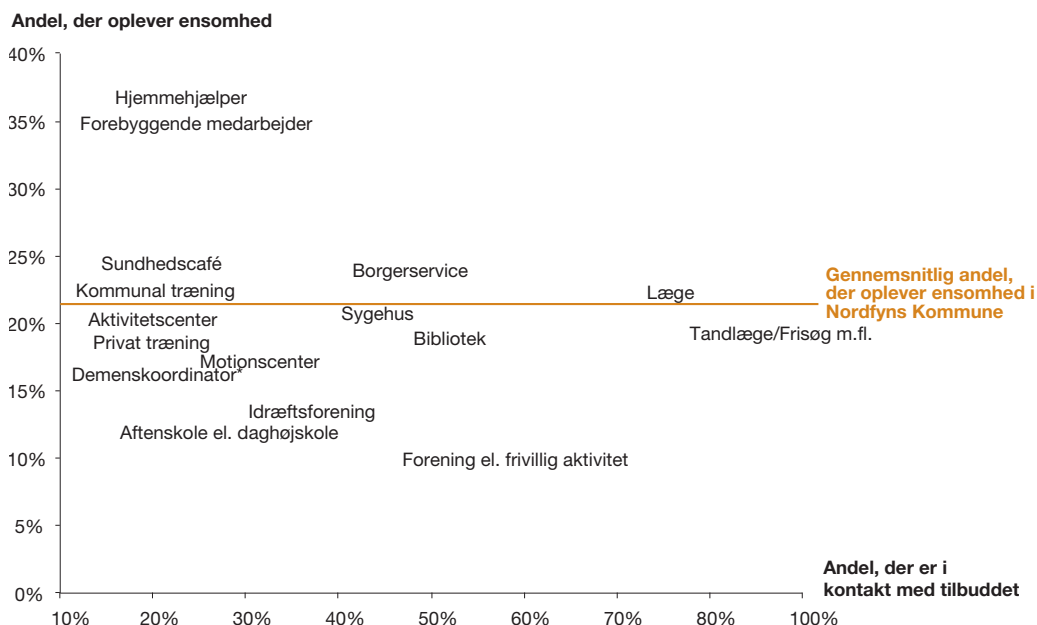 Andel, der oplever ensomhed
40%
Hjemmehjælper
Forebyggende medarbejder
35%
30%
25%
Sundhedscafé
Borgerservice
Kommunal træning
Læge
Gennemsnitlig andel,
der oplever ensomhed i
Nordfyns Kommune
20%
Aktivitetscenter
Sygehus
Privat træning
Bibliotek
Tandlæge/Frisøg m.fl.
Motionscenter
Demenskoordinator*
15%
Idræftsforening
Aftenskole el. daghøjskole
10%
Forening el. frivillig aktivitet
5%
Andel, der er i
kontakt med tilbuddet
0%
10% 20% 30% 40% 50% 60% 70% 80% 100%